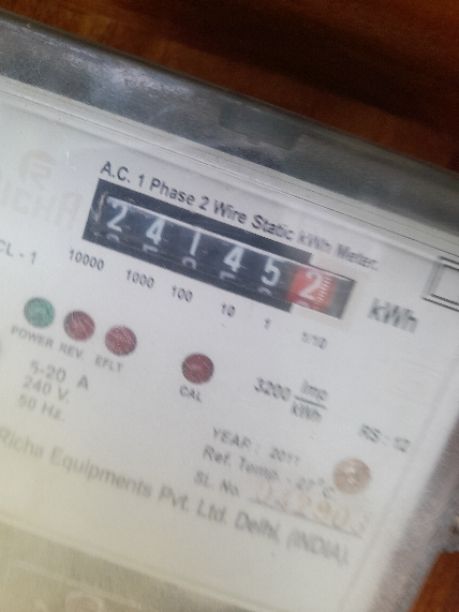 RICHA
A.C. 1 Phase 2 Wire Static kWh Meter.
2 4 1 4 5 2
kWh
CL - 1
10000 1000 100 10 1 1/10
POWER REV. EFLT
CAL
3200 Imp/kWh
5-20 A
240 V.
50 Hz.
RS : 12
YEAR : 2011
Ref. Temp. - 27°C
SL. No.
Richa Equipments Pvt. Ltd. Delhi, (INDIA).